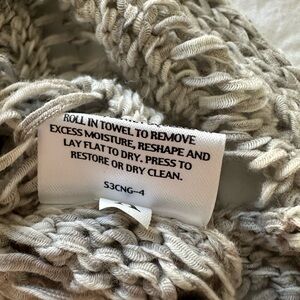 ROLL IN TOWEL TO REMOVE
EXCESS MOISTURE, RESHAPE AND
LAY FLAT TO DRY. PRESS TO
RESTORE OR DRY CLEAN.
S3CNG-4